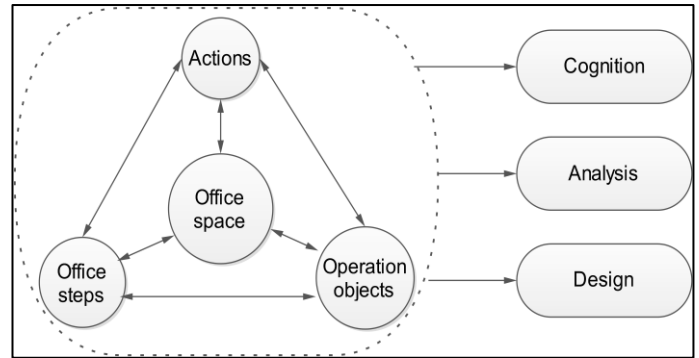 Actions
Cognition
Office
space
Analysis
Office
steps
Operation
objects
Design